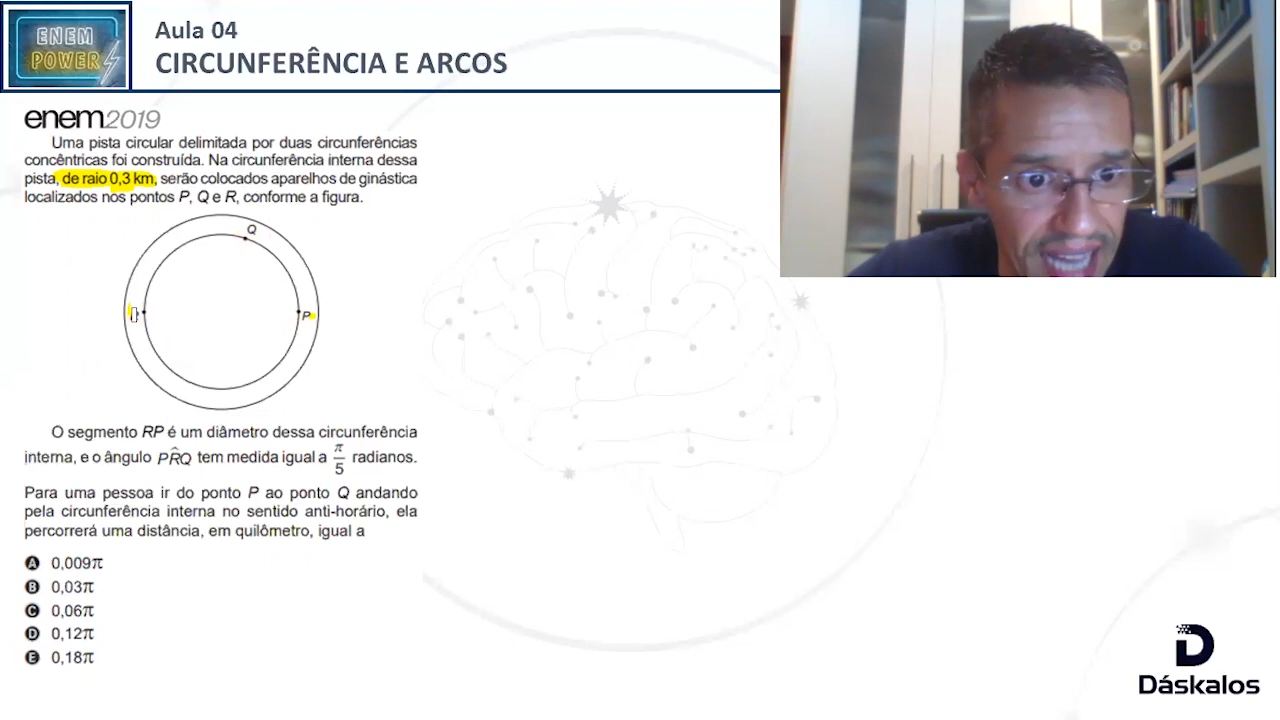 ENEM
POWER
Aula 04
CIRCUNFERÊNCIA E ARCOS
enem2019
Uma pista circular delimitada por duas circunferências
concêntricas foi construída. Na circunferência interna dessa
pista, de raio 0,3 km, serão colocados aparelhos de ginástica
localizados nos pontos P, Q e R, conforme a figura.
Q
P
O segmento RP é um diâmetro dessa circunferência
interna, e o ângulo PR̂Q tem medida igual a π/5 radianos.
Para uma pessoa ir do ponto P ao ponto Q andando
pela circunferência interna no sentido anti-horário, ela
percorrerá uma distância, em quilômetro, igual a
A 0,009π
B 0,03π
C 0,06π
D 0,12π
E 0,18π
D
Dáskalos